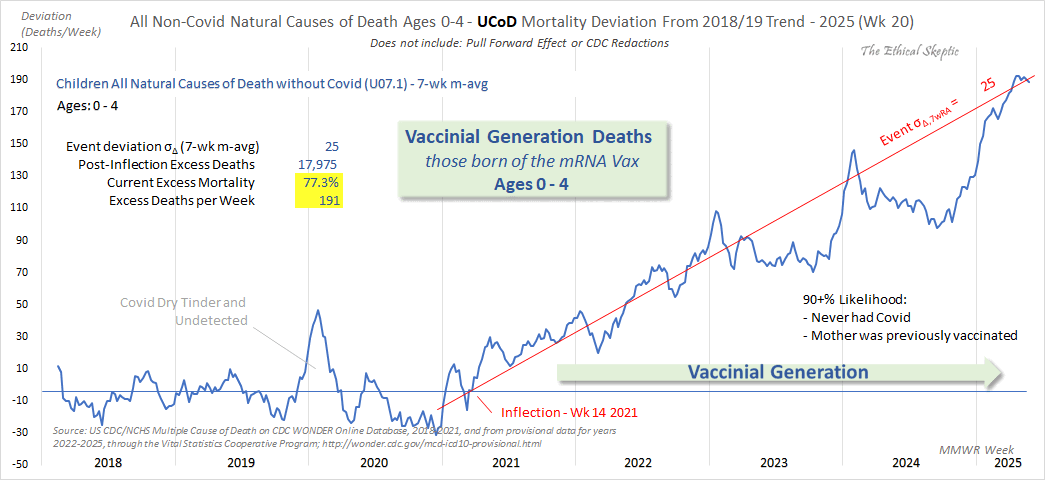 Deviation
(Deaths/Week)
All Non-Covid Natural Causes of Death Ages 0-4 - UCoD Mortality Deviation From 2018/19 Trend - 2025 (Wk 20)
Does not include: Pull Forward Effect or CDC Redactions
The Ethical Skeptic
210
190
170
150
130
110
90
70
50
30
10
-10
-30
-50
Children All Natural Causes of Death without Covid (U07.1) - 7-wk m-avg
Ages: 0 - 4
Event deviation σΔ (7-wk m-avg) 25
Post-Inflection Excess Deaths 17,975
Current Excess Mortality 77.3%
Excess Deaths per Week 191
Vaccinial Generation Deaths
those born of the mRNA Vax
Ages 0 - 4
Event σΔ,7wRA = 25
Covid Dry Tinder and
Undetected
90+% Likelihood:
- Never had Covid
- Mother was previously vaccinated
Vaccinial Generation
Inflection - Wk 14 2021
Source: US CDC/NCHS Multiple Cause of Death on CDC WONDER Online Database, 2018-2021, and from provisional data for years
2022-2025, through the Vital Statistics Cooperative Program; http://wonder.cdc.gov/mcd-icd10-provisional.html
MMWR Week
2018 2019 2020 2021 2022 2023 2024 2025